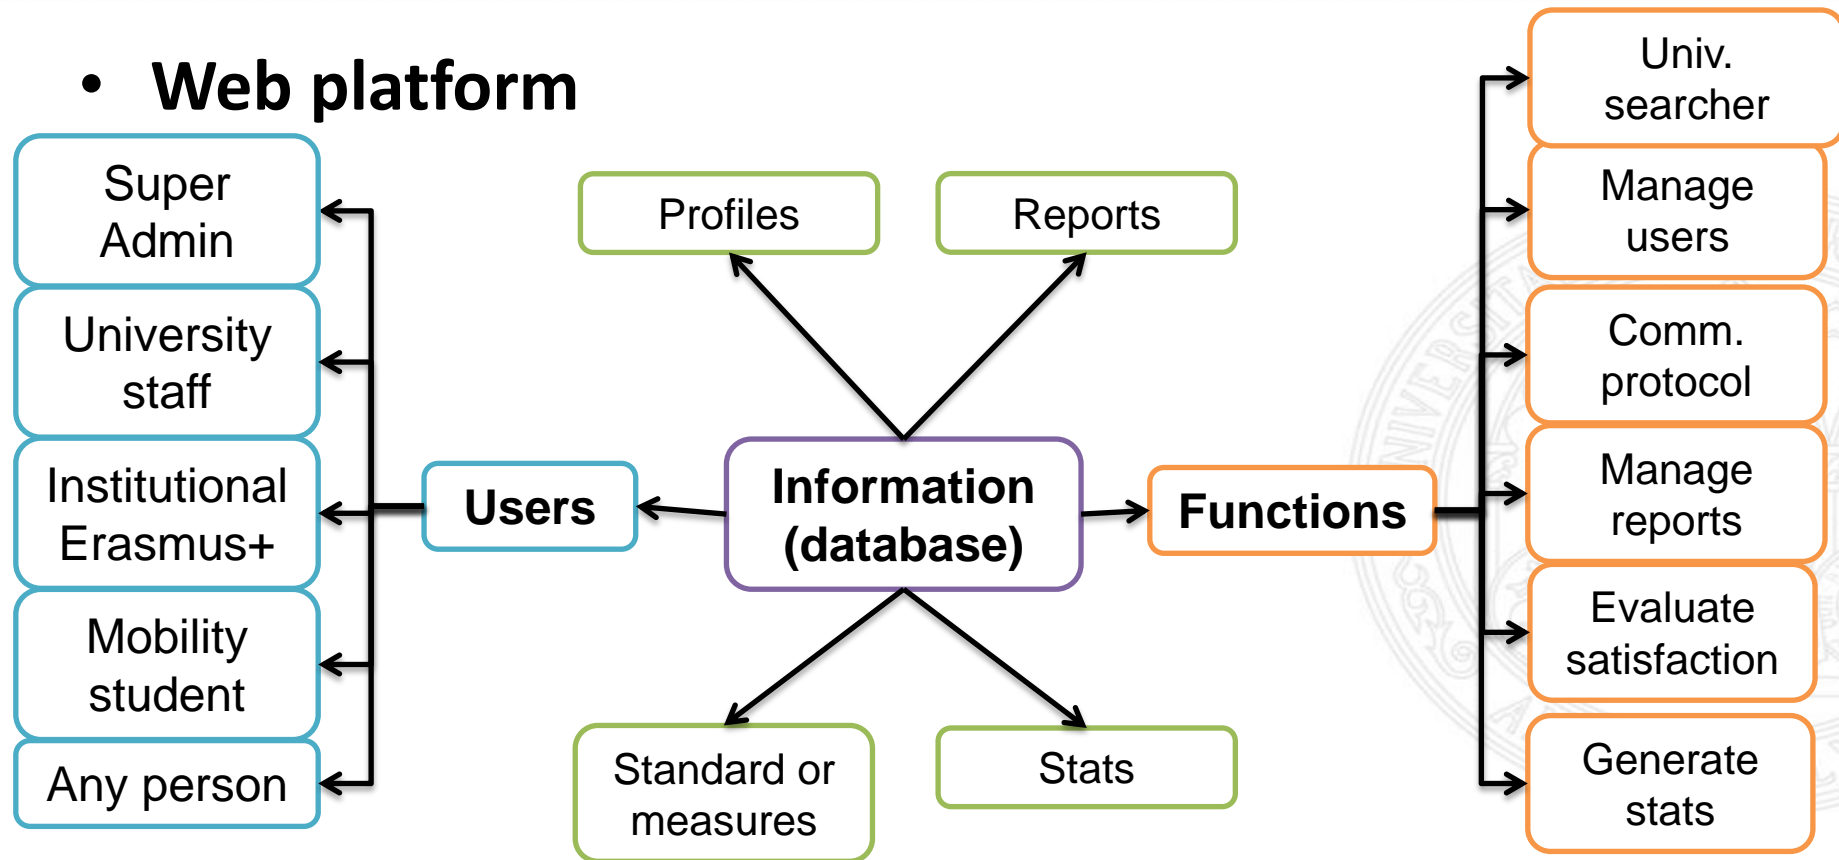 • Web platform
Super
Admin
University
staff
Institutional
Erasmus+
Mobility
student
Any person
Users
Profiles
Reports
Information
(database)
Standard or
measures
Stats
Functions
Univ.
searcher
Manage
users
Comm.
protocol
Manage
reports
Evaluate
satisfaction
Generate
stats